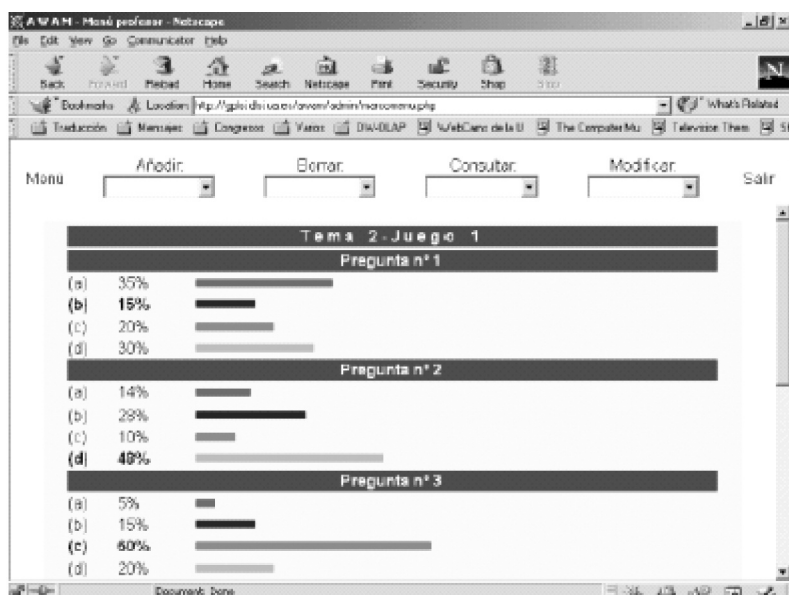 AWAM - Menú profesor - Netscape
File Edit View Go Communicator Help
Back Forward Reload Home Search Netscape Print Security Shop Stop
Bookmarks Location: http://gplsi.dlsi.ua.es/awam/admin/marcomenu.php What's Related
Traducción Mensajes Congresos Varios DW-OLAP WebCams de la U The Computer Mu Television Them
Menú Añadir: Borrar: Consultar: Modificar: Salir
Tema 2-Juego 1
Pregunta nº 1
(a) 35%
(b) 15%
(c) 20%
(d) 30%
Pregunta nº 2
(a) 14%
(b) 28%
(c) 10%
(d) 48%
Pregunta nº 3
(a) 5%
(b) 15%
(c) 60%
(d) 20%
Document: Done